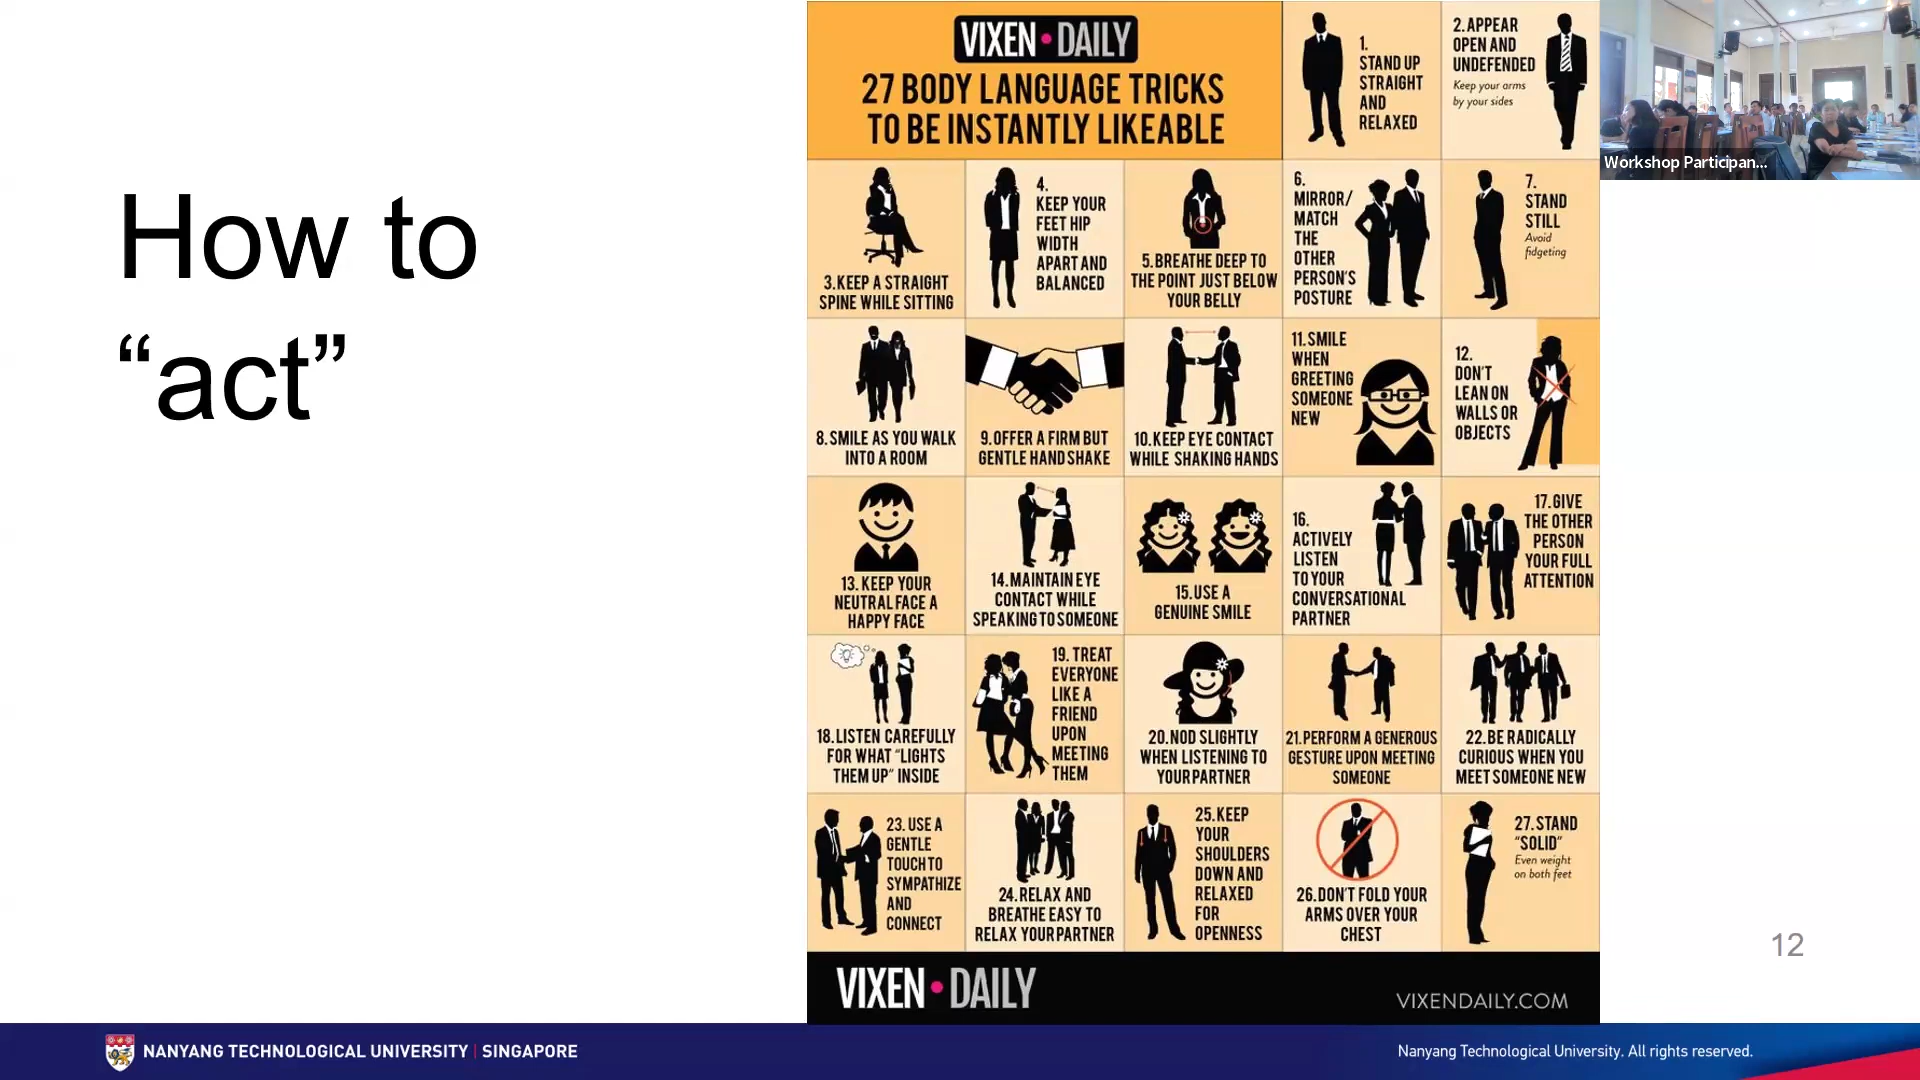 How to
“act”
VIXEN • DAILY
27 BODY LANGUAGE TRICKS
TO BE INSTANTLY LIKEABLE
1.
STAND UP
STRAIGHT
AND
RELAXED
2. APPEAR
OPEN AND
UNDEFENDED
Keep your arms
by your sides
3. KEEP A STRAIGHT
SPINE WHILE SITTING
4.
KEEP YOUR
FEET HIP
WIDTH
APART AND
BALANCED
5. BREATHE DEEP TO
THE POINT JUST BELOW
YOUR BELLY
6.
MIRROR/
MATCH
THE
OTHER
PERSON'S
POSTURE
7.
STAND
STILL
Avoid
fidgeting
8. SMILE AS YOU WALK
INTO A ROOM
9. OFFER A FIRM BUT
GENTLE HAND SHAKE
10. KEEP EYE CONTACT
WHILE SHAKING HANDS
11. SMILE
WHEN
GREETING
SOMEONE
NEW
12.
DON'T
LEAN ON
WALLS OR
OBJECTS
13. KEEP YOUR
NEUTRAL FACE A
HAPPY FACE
14. MAINTAIN EYE
CONTACT WHILE
SPEAKING TO SOMEONE
15. USE A
GENUINE SMILE
16.
ACTIVELY
LISTEN
TO YOUR
CONVERSATIONAL
PARTNER
17. GIVE
THE OTHER
PERSON
YOUR FULL
ATTENTION
18. LISTEN CAREFULLY
FOR WHAT "LIGHTS
THEM UP" INSIDE
19. TREAT
EVERYONE
LIKE A
FRIEND
UPON
MEETING
THEM
20. NOD SLIGHTLY
WHEN LISTENING TO
YOUR PARTNER
21. PERFORM A GENEROUS
GESTURE UPON MEETING
SOMEONE
22. BE RADICALLY
CURIOUS WHEN YOU
MEET SOMEONE NEW
23. USE A
GENTLE
TOUCH TO
SYMPATHIZE
AND
CONNECT
24. RELAX AND
BREATHE EASY TO
RELAX YOUR PARTNER
25. KEEP
YOUR
SHOULDERS
DOWN AND
RELAXED
FOR
OPENNESS
26. DON'T FOLD YOUR
ARMS OVER YOUR
CHEST
27. STAND
"SOLID"
Even weight
on both feet
VIXEN • DAILY
VIXENDAILY.COM
Workshop Participan...
12
NANYANG TECHNOLOGICAL UNIVERSITY | SINGAPORE
Nanyang Technological University. All rights reserved.